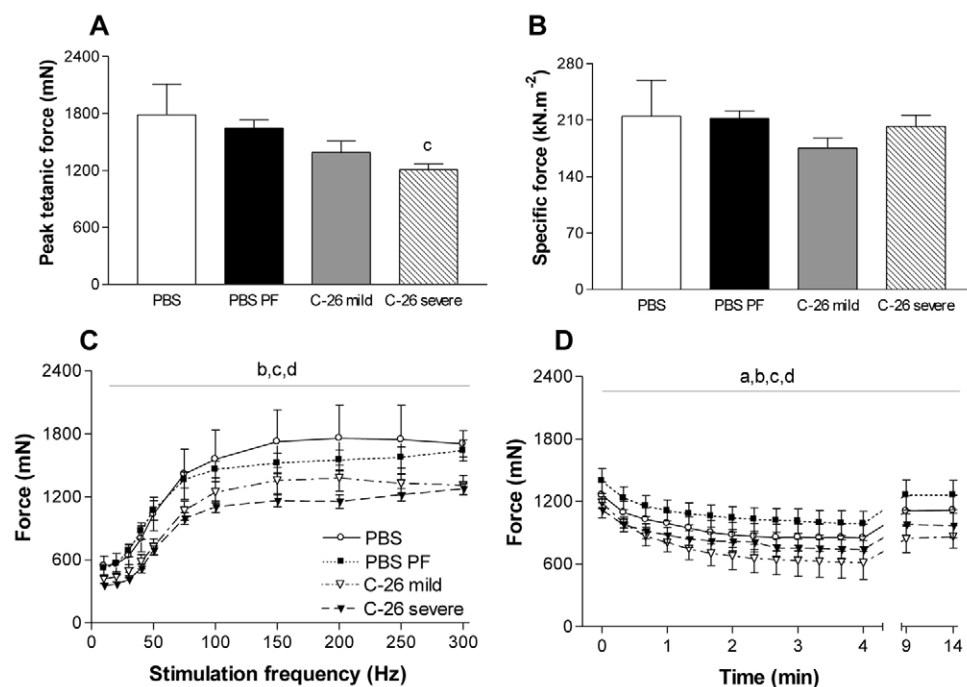 A
Peak tetanic force (mN)
2400
1800
1200
600
0
c
PBS
PBS PF
C-26 mild
C-26 severe
B
Specific force (kN.m-2)
280
210
140
70
0
PBS
PBS PF
C-26 mild
C-26 severe
C
Force (mN)
2400
1800
1200
600
0
b,c,d
PBS
PBS PF
C-26 mild
C-26 severe
0
50
100
150
200
250
300
Stimulation frequency (Hz)
D
Force (mN)
2400
1800
1200
600
0
a,b,c,d
0
1
2
3
4
9
14
Time (min)